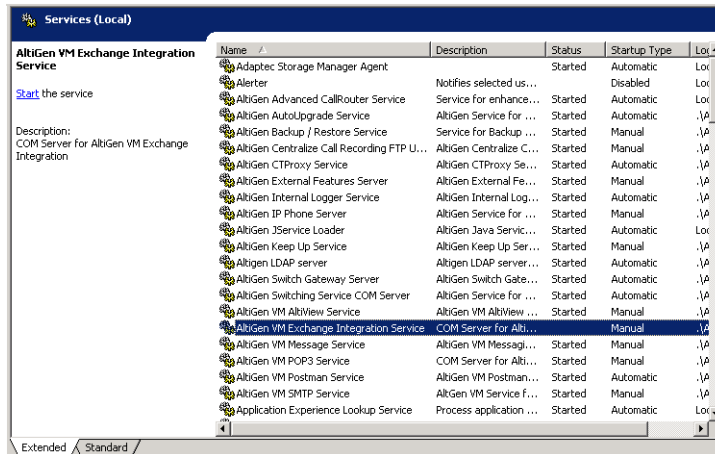 Services (Local)
AltiGen VM Exchange Integration
Service
Start the service
Description:
COM Server for AltiGen VM Exchange
Integration
Name Description Status Startup Type Loc
Adaptec Storage Manager Agent Started Automatic Loc
Alerter Notifies selected us... Disabled Loc
AltiGen Advanced CallRouter Service Service for enhance... Started Automatic Loc
AltiGen AutoUpgrade Service AltiGen Service for ... Started Automatic .\A
AltiGen Backup / Restore Service Service for Backup ... Started Manual .\A
AltiGen Centralize Call Recording FTP U... AltiGen Centralize C... Started Manual .\A
AltiGen CTProxy Service AltiGen CTProxy Se... Started Automatic .\A
AltiGen External Features Server AltiGen External Fe... Started Manual .\A
AltiGen Internal Logger Service AltiGen Internal Log... Started Automatic .\A
AltiGen IP Phone Server AltiGen Service for ... Started Manual .\A
AltiGen JService Loader AltiGen Java Servic... Started Automatic Loc
AltiGen Keep Up Service AltiGen Keep Up Ser... Started Manual .\A
Altigen LDAP server Altigen LDAP server... Started Automatic .\A
AltiGen Switch Gateway Server AltiGen Switch Gate... Started Automatic .\A
AltiGen Switching Service COM Server AltiGen Service for ... Started Automatic .\A
AltiGen VM AltiView Service AltiGen VM AltiView ... Started Manual .\A
AltiGen VM Exchange Integration Service COM Server for Alti... Manual .\A
AltiGen VM Message Service AltiGen VM Messagi... Started Manual .\A
AltiGen VM POP3 Service COM Server for Alti... Started Manual .\A
AltiGen VM Postman Service AltiGen VM Postman... Started Automatic .\A
AltiGen VM SMTP Service AltGen VM Service f... Started Manual .\A
Application Experience Lookup Service Process application ... Started Automatic Loc
Extended Standard